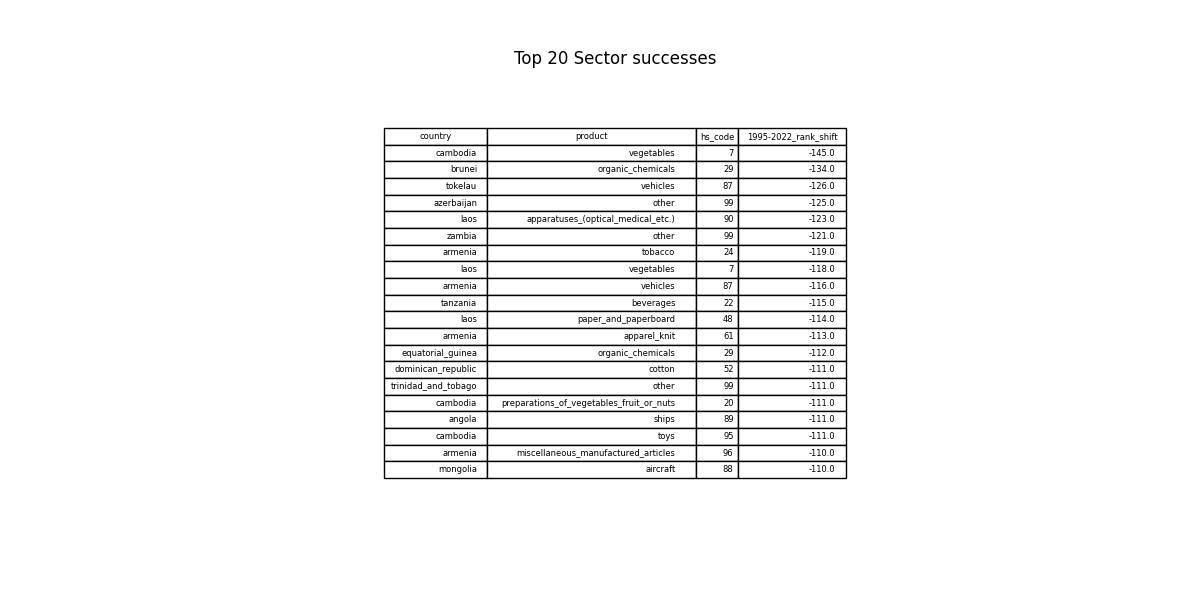 Top 20 Sector successes
country product hs_code 1995-2022_rank_shift
cambodia vegetables 7 -145.0
brunei organic_chemicals 29 -134.0
tokelau vehicles 87 -126.0
azerbaijan other 99 -125.0
laos apparatuses_(optical_medical_etc.) 90 -123.0
zambia other 99 -121.0
armenia tobacco 24 -119.0
laos vegetables 7 -118.0
armenia vehicles 87 -116.0
tanzania beverages 22 -115.0
laos paper_and_paperboard 48 -114.0
armenia apparel_knit 61 -113.0
equatorial_guinea organic_chemicals 29 -112.0
dominican_republic cotton 52 -111.0
trinidad_and_tobago other 99 -111.0
cambodia preparations_of_vegetables_fruit_or_nuts 20 -111.0
angola ships 89 -111.0
cambodia toys 95 -111.0
armenia miscellaneous_manufactured_articles 96 -110.0
mongolia aircraft 88 -110.0